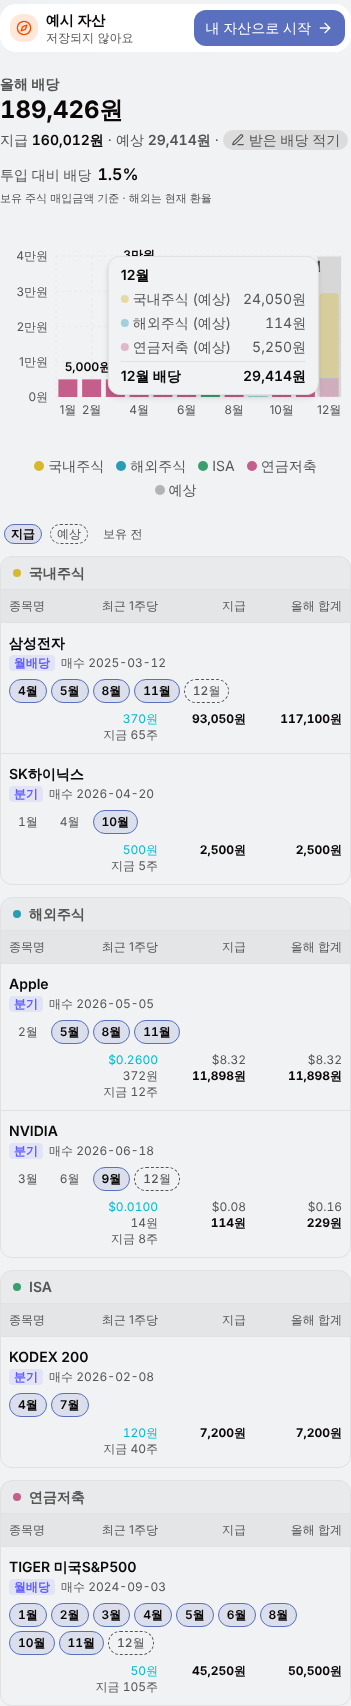 예시 자산
저장되지 않아요
내 자산으로 시작 →
올해 배당
189,426원
지급 160,012원 · 예상 29,414원 · 받은 배당 적기
투입 대비 배당 1.5%
보유 주식 매입금액 기준 · 해외는 현재 환율
4만원
3만원
2만원
1만원
0원
3만원
5,000원
12월
국내주식 (예상) 24,050원
해외주식 (예상) 114원
연금저축 (예상) 5,250원
12월 배당 29,414원
1월 2월 4월 6월 8월 10월 12월
국내주식 해외주식 ISA 연금저축
예상
지급 예상 보유 전
국내주식
종목명 최근 1주당 지급 올해 합계
삼성전자
월배당 매수 2025-03-12
4월 5월 8월 11월 12월
370원 93,050원 117,100원
지금 65주
SK하이닉스
분기 매수 2026-04-20
1월 4월 10월
500원 2,500원 2,500원
지금 5주
해외주식
종목명 최근 1주당 지급 올해 합계
Apple
분기 매수 2026-05-05
2월 5월 8월 11월
$0.2600 $8.32 $8.32
372원 11,898원 11,898원
지금 12주
NVIDIA
분기 매수 2026-06-18
3월 6월 9월 12월
$0.0100 $0.08 $0.16
14원 114원 229원
지금 8주
ISA
종목명 최근 1주당 지급 올해 합계
KODEX 200
분기 매수 2026-02-08
4월 7월
120원 7,200원 7,200원
지금 40주
연금저축
종목명 최근 1주당 지급 올해 합계
TIGER 미국S&P500
월배당 매수 2024-09-03
1월 2월 3월 4월 5월 6월 8월
10월 11월 12월
50원 45,250원 50,500원
지금 105주